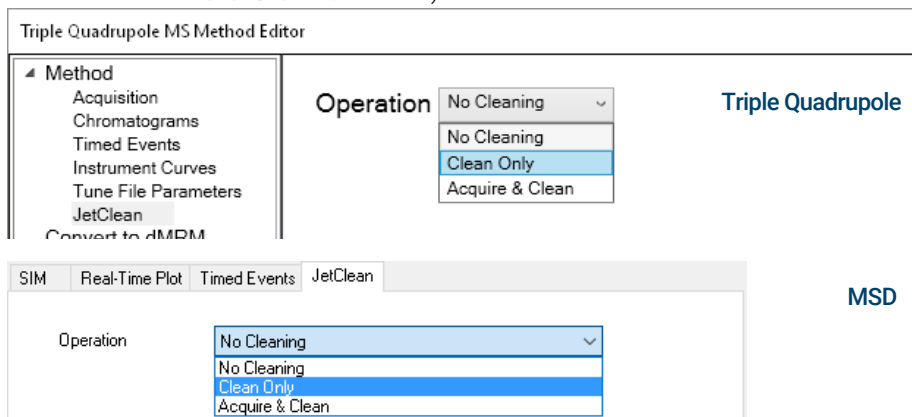 Triple Quadrupole MS Method Editor
Method
Acquisition
Chromatograms
Timed Events
Instrument Curves
Tune File Parameters
JetClean
Convert to dMRM
Operation No Cleaning
No Cleaning
Clean Only
Acquire & Clean
Triple Quadrupole
SIM Real-Time Plot Timed Events JetClean
MSD
Operation No Cleaning
No Cleaning
Clean Only
Acquire & Clean